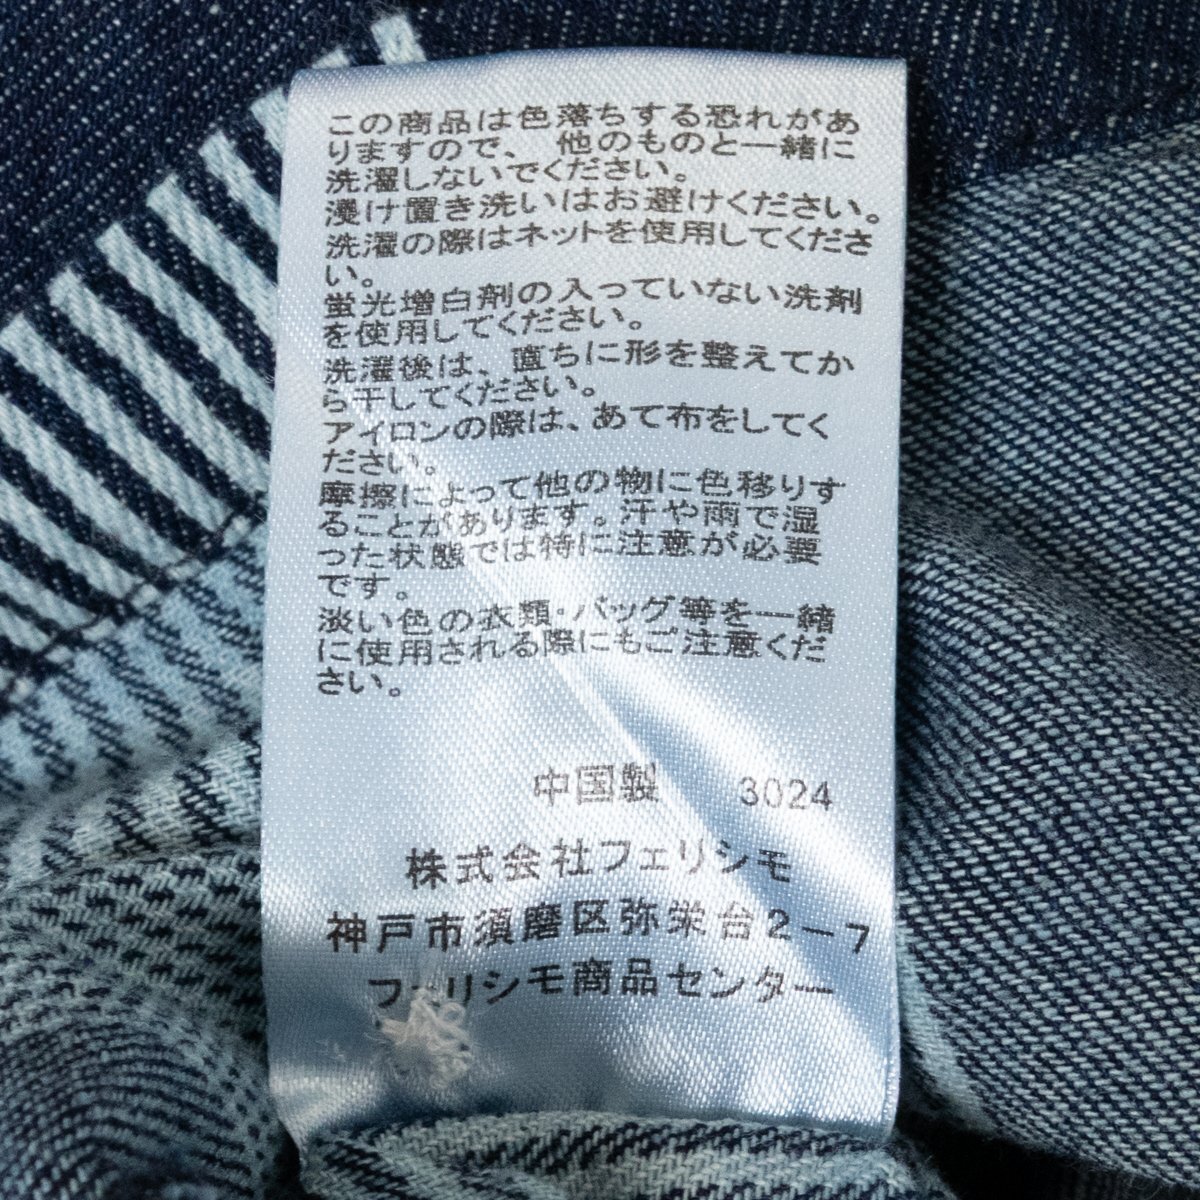 この商品は色落ちする恐れがあ
りますので、 他のものと一緒に
洗濯しないでください。
浸け置き洗いはお避けください。
洗濯の際はネットを使用してくださ
い。
蛍光増白剤の入っていない洗剤
を使用してください。
洗濯後は、直ちに形を整えてか
ら干してください。
アイロンの際は、あて布をしてく
ださい。
摩擦によって他の物に色移りす
ることがあります。汗や雨で湿
った状態では特に注意が必要
です。
淡い色の衣類・バッグ等を一緒
に使用される際にもご注意くだ
さい。
中国製 3024
株式会社フェリシモ
神戸市須磨区弥栄台2-7
フェリシモ商品センター